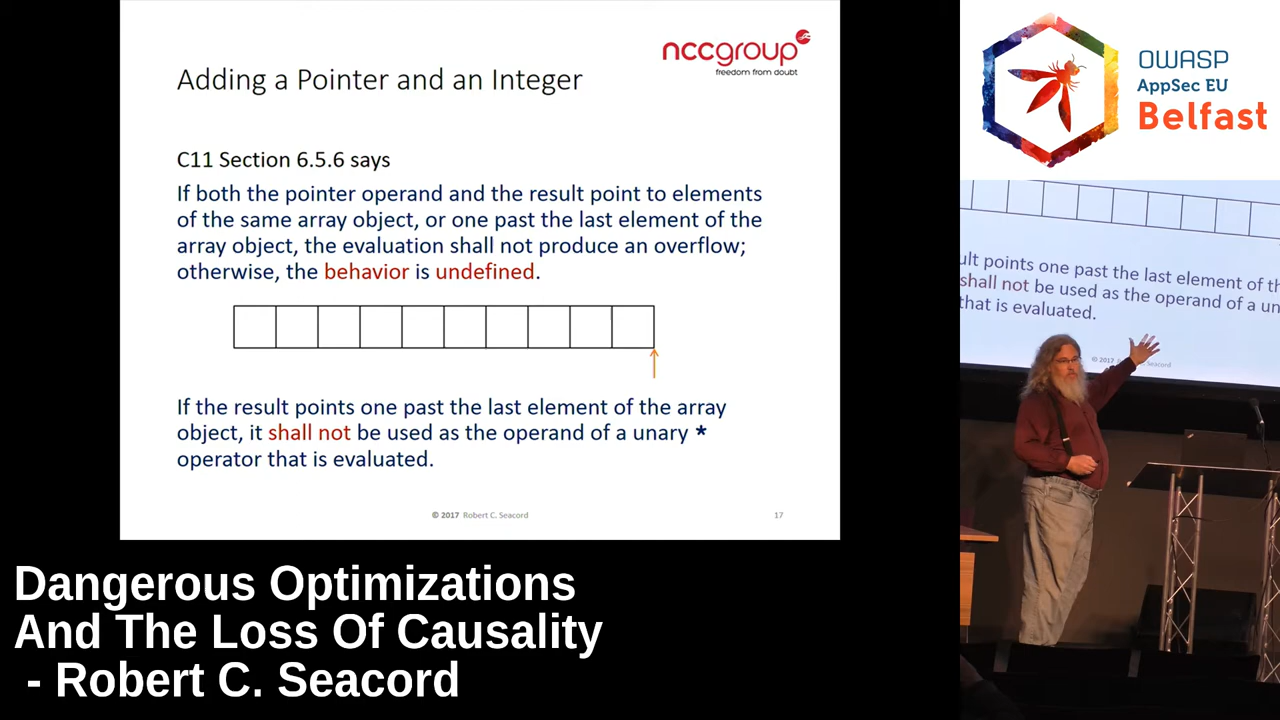 nccgroup
freedom from doubt
Adding a Pointer and an Integer
C11 Section 6.5.6 says
If both the pointer operand and the result point to elements
of the same array object, or one past the last element of the
array object, the evaluation shall not produce an overflow;
otherwise, the behavior is undefined.
If the result points one past the last element of the array
object, it shall not be used as the operand of a unary *
operator that is evaluated.
© 2017 Robert C. Seacord
17
OWASP
AppSec EU
Belfast
ult points one past the last element of th
shall not be used as the operand of a un
that is evaluated.
© 2017 Robert C. Seacord
Dangerous Optimizations
And The Loss Of Causality
- Robert C. Seacord